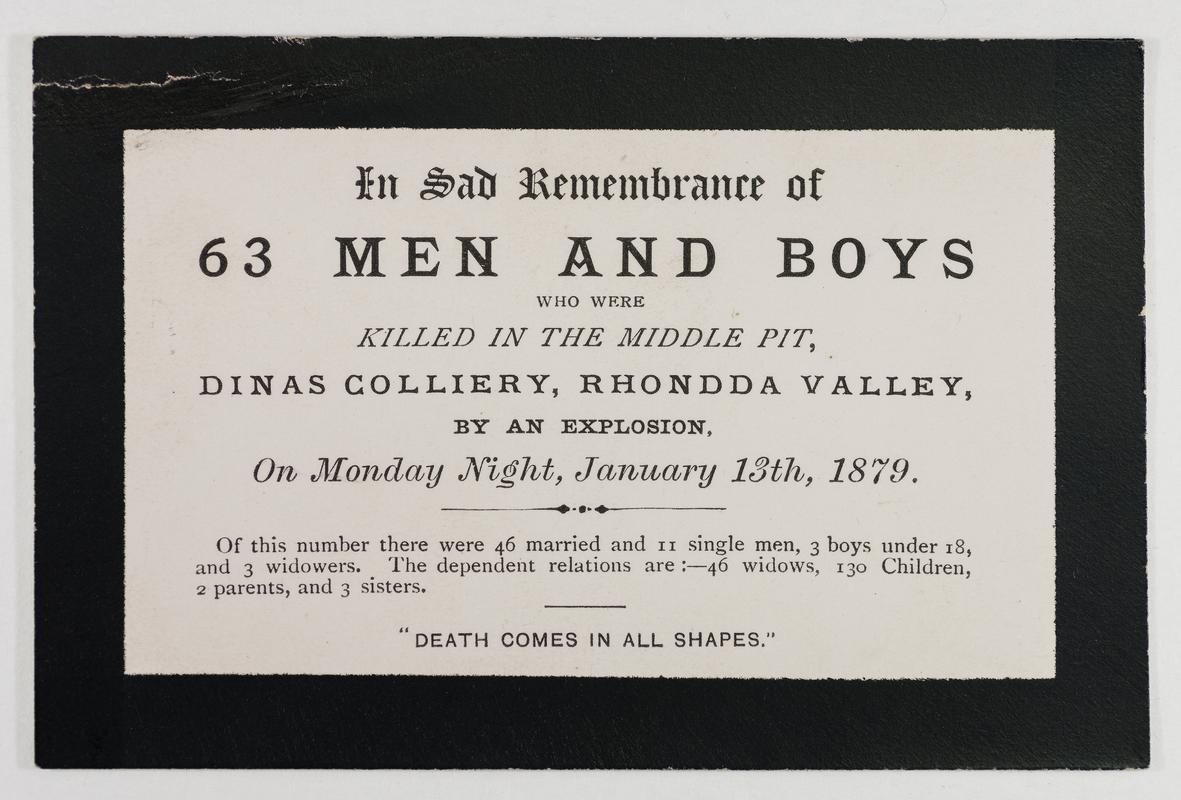 In Sad Remembrance of
63 MEN AND BOYS
WHO WERE
KILLED IN THE MIDDLE PIT,
DINAS COLLIERY, RHONDDA VALLEY,
BY AN EXPLOSION,
On Monday Night, January 13th, 1879.
Of this number there were 46 married and 11 single men, 3 boys under 18,
and 3 widowers. The dependent relations are :—46 widows, 130 Children,
2 parents, and 3 sisters.
"DEATH COMES IN ALL SHAPES."